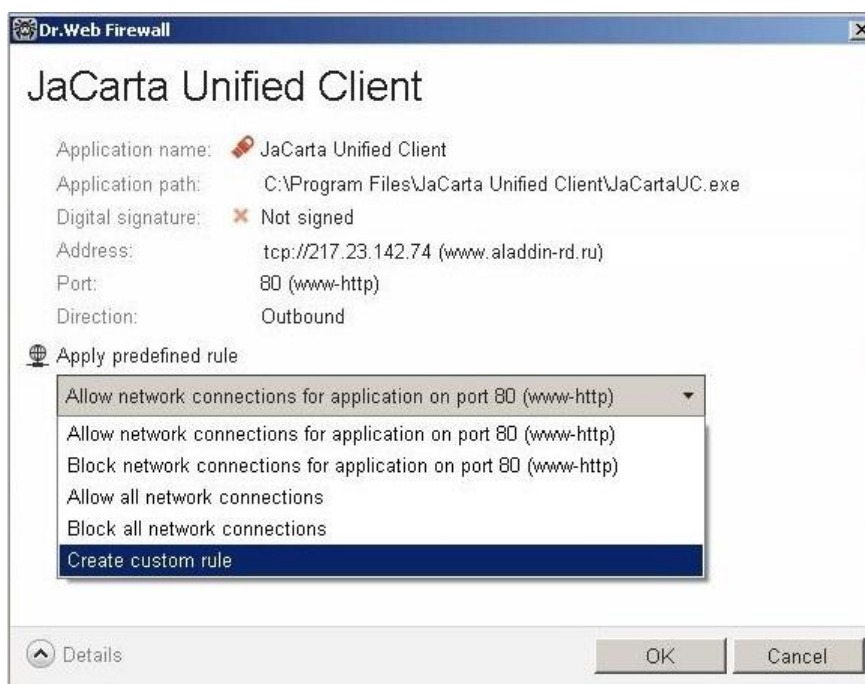 Dr.Web Firewall
JaCarta Unified Client
Application name: JaCarta Unified Client
Application path: C:\Program Files\JaCarta Unified Client\JaCartaUC.exe
Digital signature: Not signed
Address: tcp://217.23.142.74 (www.aladdin-rd.ru)
Port: 80 (www-http)
Direction: Outbound
Apply predefined rule
Allow network connections for application on port 80 (www-http)
Allow network connections for application on port 80 (www-http)
Block network connections for application on port 80 (www-http)
Allow all network connections
Block all network connections
Create custom rule
Details OK Cancel